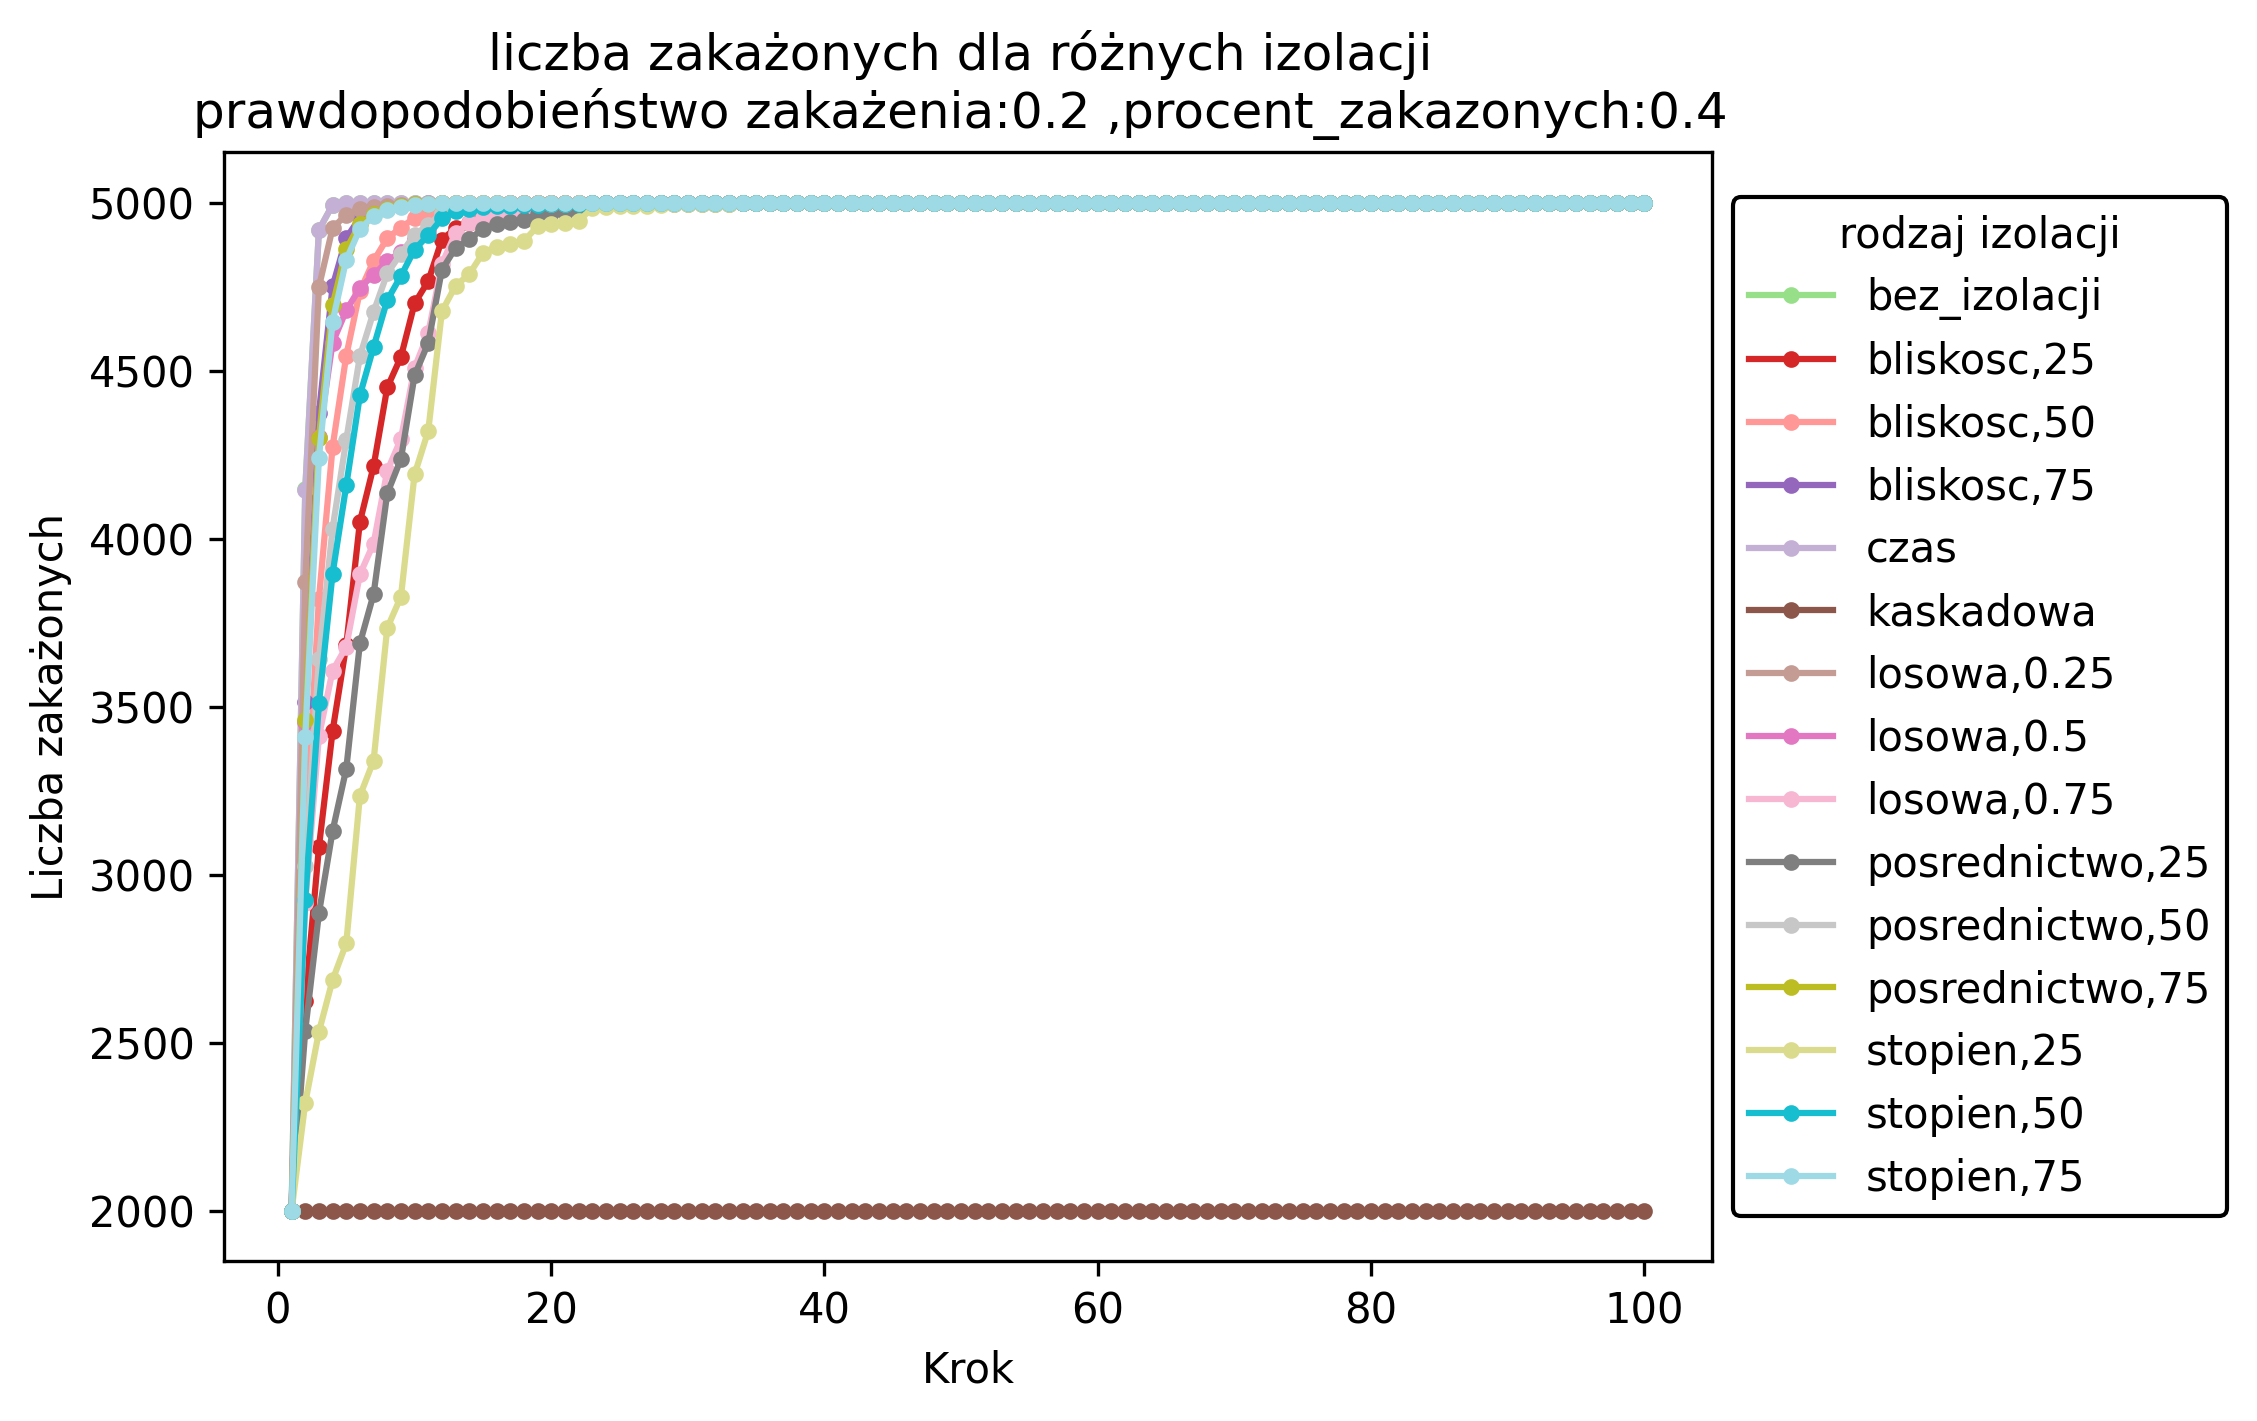 liczba zakażonych dla różnych izolacji
prawdopodobieństwo zakażenia:0.2 ,procent_zakazonych:0.4
5000
4500
4000
3500
3000
2500
2000
Liczba zakażonych
0 20 40 60 80 100
Krok
rodzaj izolacji
bez_izolacji
bliskosc,25
bliskosc,50
bliskosc,75
czas
kaskadowa
losowa,0.25
losowa,0.5
losowa,0.75
posrednictwo,25
posrednictwo,50
posrednictwo,75
stopien,25
stopien,50
stopien,75